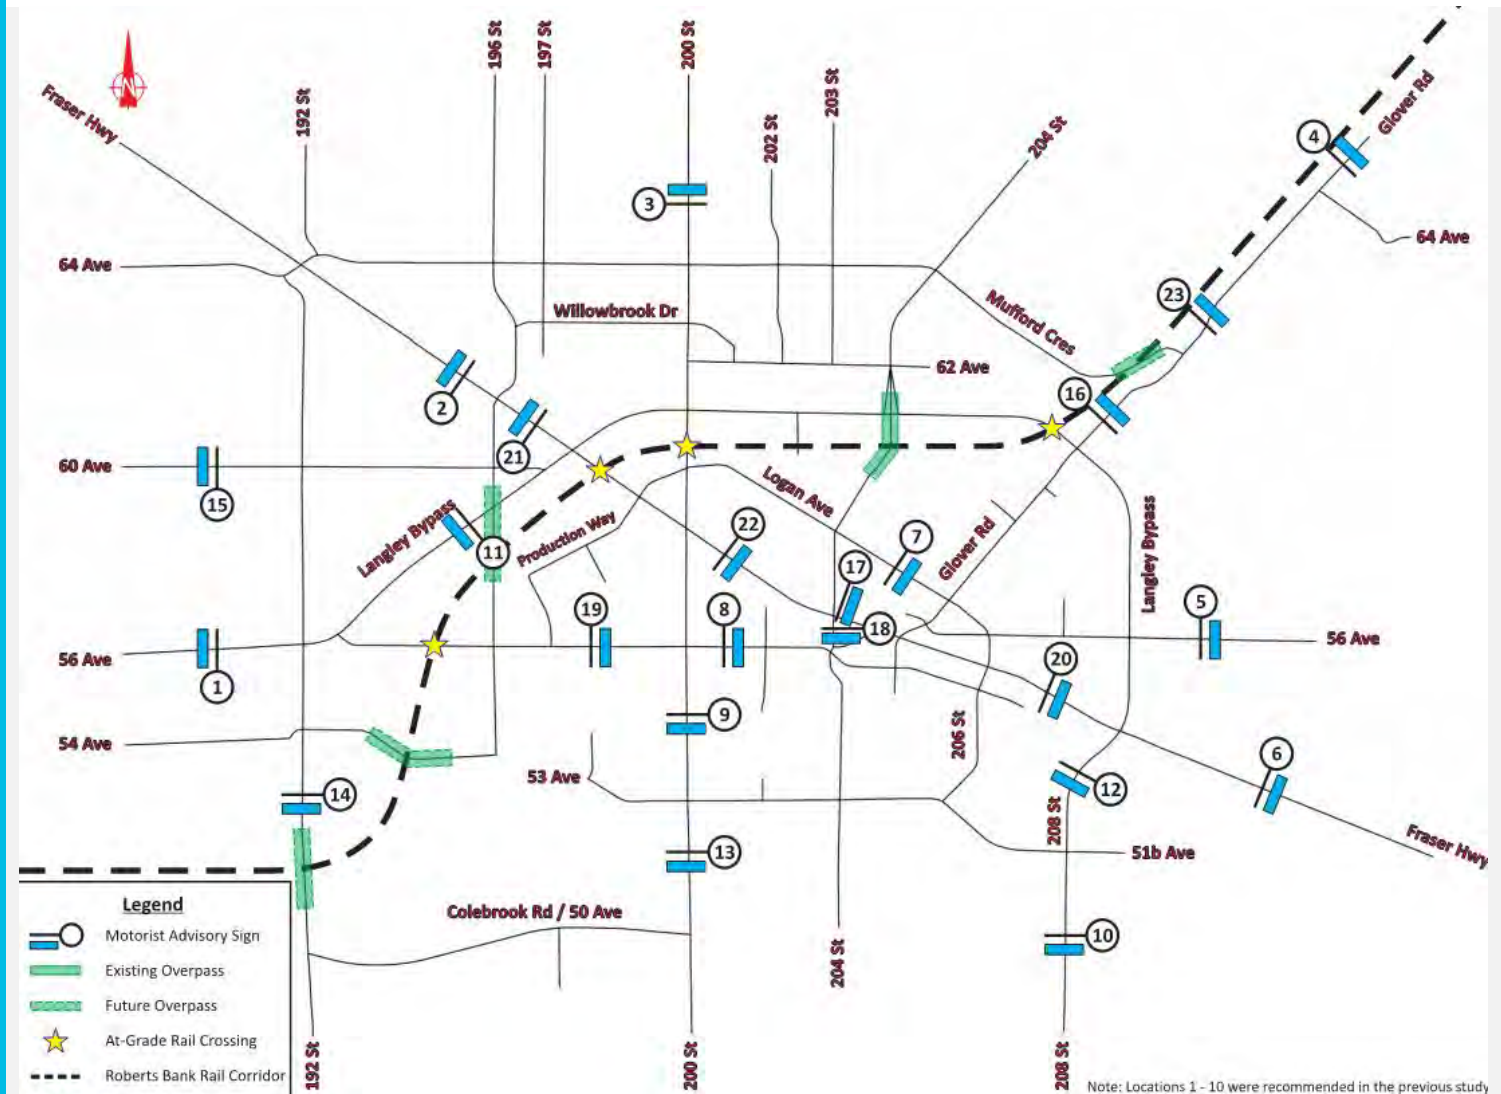 196 St
197 St
200 St
Fraser Hwy
192 St
203 St
202 St
204 St
Glover Rd
4
3
64 Ave
64 Ave
23
Willowbrook Dr
Mufford Cres
62 Ave
2
16
21
60 Ave
15
Langley Bypass
11
Production Way
Logan Ave
22
7
Glover Rd
Langley Bypass
17
18
19
8
5
56 Ave
56 Ave
1
20
9
206 St
54 Ave
53 Ave
6
14
12
208 St
13
51b Ave
Fraser Hwy
Colebrook Rd / 50 Ave
10
204 St
192 St
200 St
208 St
Legend
Motorist Advisory Sign
Existing Overpass
Future Overpass
At-Grade Rail Crossing
Roberts Bank Rail Corridor
N
Note: Locations 1 - 10 were recommended in the previous study